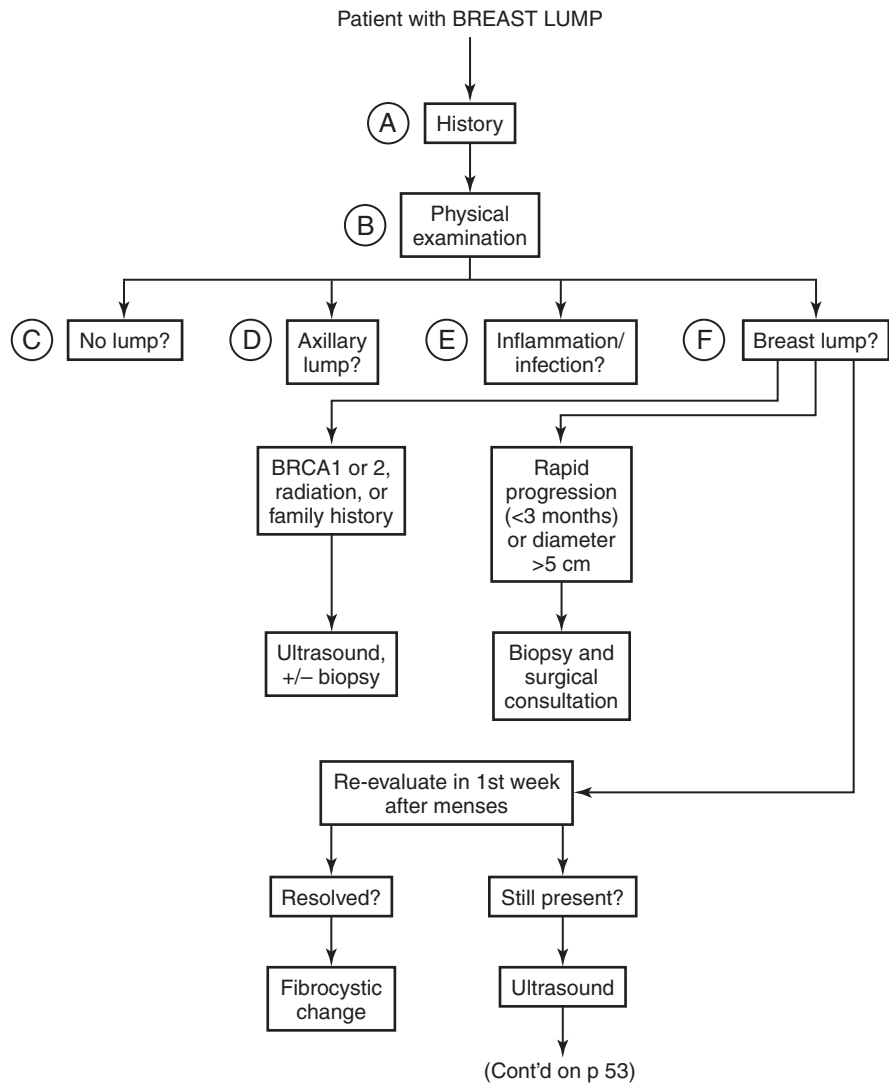 Patient with BREAST LUMP
A
History
B
Physical
examination
C
No lump?
D
Axillary
lump?
E
Inflammation/
infection?
F
Breast lump?
BRCA1 or 2,
radiation, or
family history
Rapid
progression
(<3 months)
or diameter
>5 cm
Ultrasound,
+/– biopsy
Biopsy and
surgical
consultation
Re-evaluate in 1st week
after menses
Resolved?
Still present?
Fibrocystic
change
Ultrasound
(Cont'd on p 53)